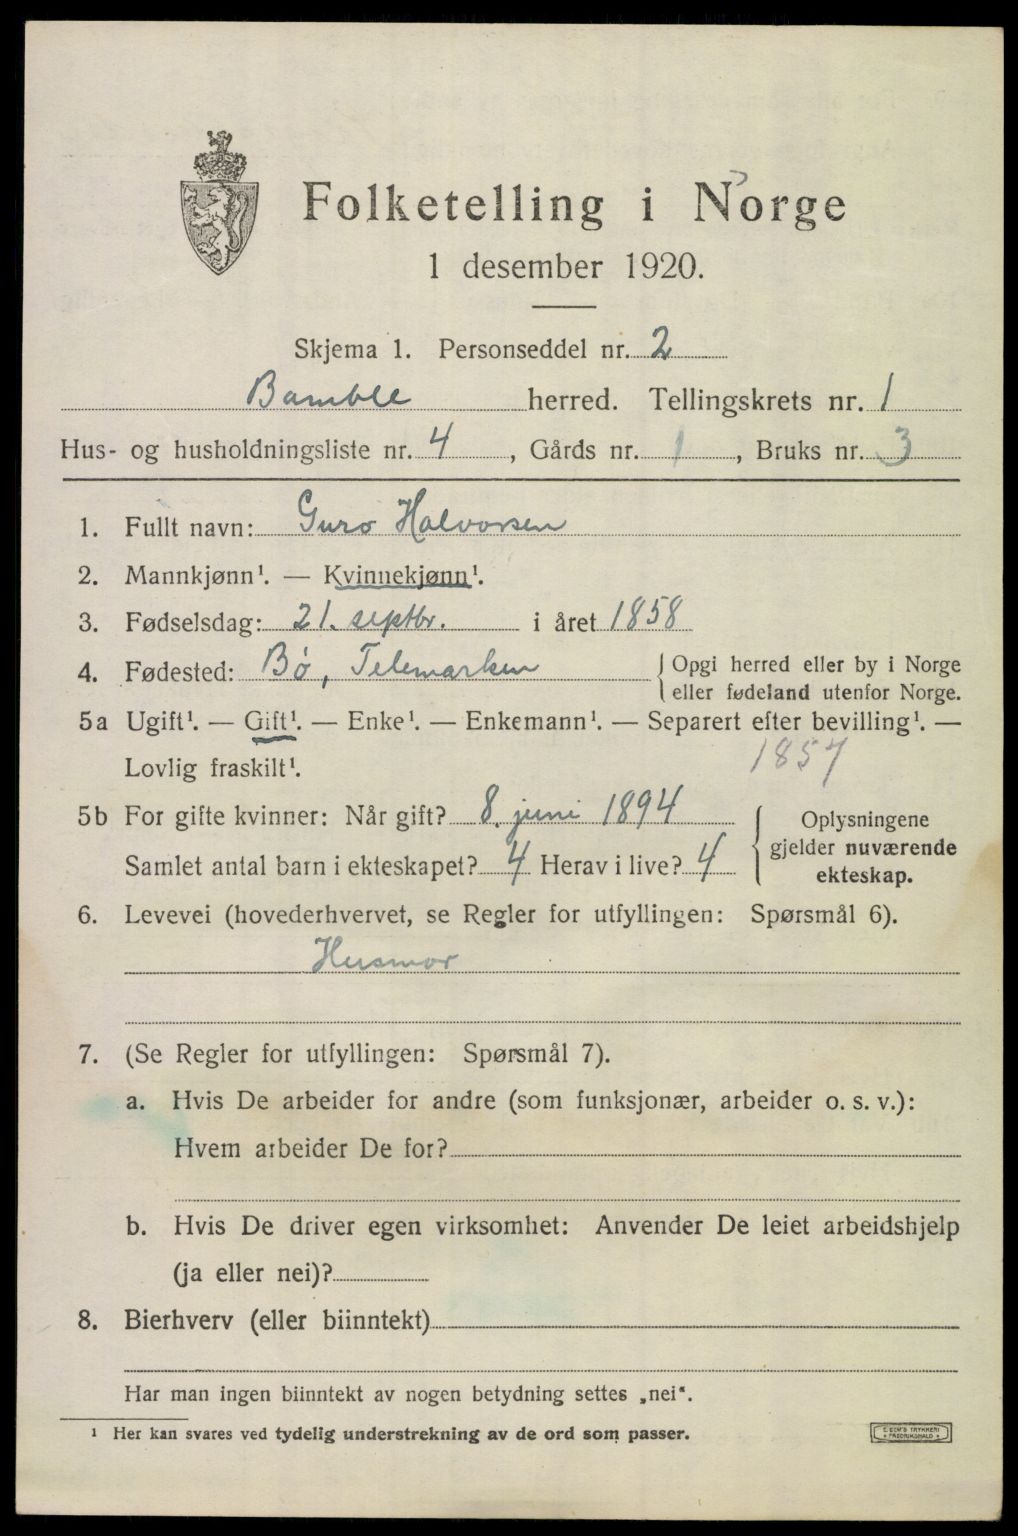 Folketelling i Norge
1 desember 1920.
Skjema 1. Personseddel nr. 2
Bamble herred. Tellingskrets nr. 1
Hus- og husholdningsliste nr. 4, Gårds nr. 1, Bruks nr. 3
1. Fullt navn: Guro Halvorsen
2. Mannkjønn¹. — Kvinnekjønn¹.
3. Fødselsdag: 21. septbr. i året 1858
4. Fødested: Bø, Telemarken { Opgi herred eller by i Norge
eller fødeland utenfor Norge.
5a Ugift¹. — Gift¹. — Enke¹. — Enkemann¹. — Separert efter bevilling¹. —
Lovlig fraskilt¹. 1857
5b For gifte kvinner: Når gift? 8. juni 1894
Samlet antal barn i ekteskapet? 4 Herav i live? 4
{ Oplysningene
gjelder nuværende
ekteskap.
6. Levevei (hovederhvervet, se Regler for utfyllingen: Spørsmål 6).
Husmor
7. (Se Regler for utfyllingen: Spørsmål 7).
a. Hvis De arbeider for andre (som funksjonær, arbeider o. s. v.):
Hvem arbeider De for?
b. Hvis De driver egen virksomhet: Anvender De leiet arbeidshjelp
(ja eller nei)?
8. Bierhverv (eller biinntekt)
Har man ingen biinntekt av nogen betydning settes „nei“.
¹ Her kan svares ved tydelig understrekning av de ord som passer.